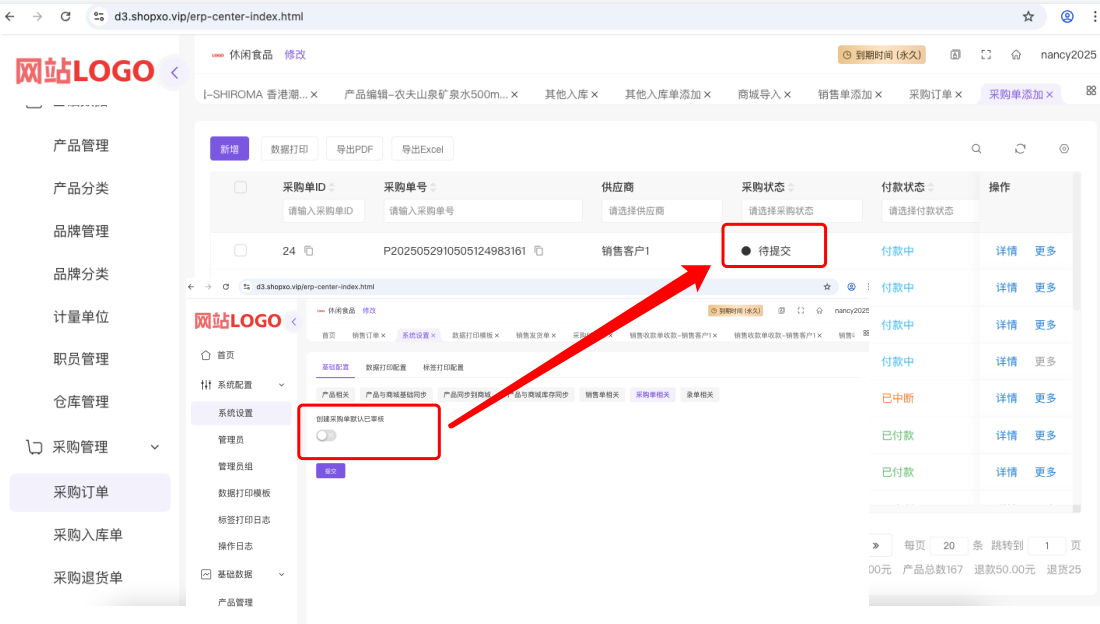 d3.shopxo.vip/erp-center-index.html
网站LOGO
休闲食品 修改
到期时间 (永久)
nancy2025
I-SHIROMA 香港潮... ×
产品编辑-农夫山泉矿泉水500m... ×
其他入库 ×
其他入库单添加 ×
商城导入 ×
销售单添加 ×
采购订单 ×
采购单添加 ×
产品管理
产品分类
品牌管理
品牌分类
计量单位
职员管理
仓库管理
采购管理
采购订单
采购入库单
采购退货单
新增
数据打印
导出PDF
导出Excel
采购单ID
采购单号
供应商
采购状态
付款状态
操作
请输入采购单ID
请输入采购单号
请选择供应商
请选择采购状态
请选择付款状态
24
P2025052910505124983161
销售客户1
待提交
付款中
详情 更多
付款中
详情 更多
付款中
详情 更多
付款中
详情 更多
已中断
详情 更多
已付款
详情 更多
已付款
详情 更多
» 每页 20 条 跳转到 1 页
00元 产品总数167 退款50.00元 退货25
d3.shopxo.vip/erp-center-index.html
网站LOGO
休闲食品 修改
到期时间 (永久)
nancy2025
首页
销售订单 ×
系统设置 ×
数据打印模板 ×
销售发货单 ×
销售收款单收款-销售客户1 ×
销售收款单收款-销售客户1 ×
首页
系统配置
系统设置
管理员
管理员组
数据打印模板
标签打印日志
操作日志
基础数据
产品管理
基础配置
数据打印配置
标签打印配置
产品相关
产品与商城基础同步
产品同步到商城
产品与商城库存同步
销售单相关
采购单相关
录单相关
创建采购单默认已审核
提交